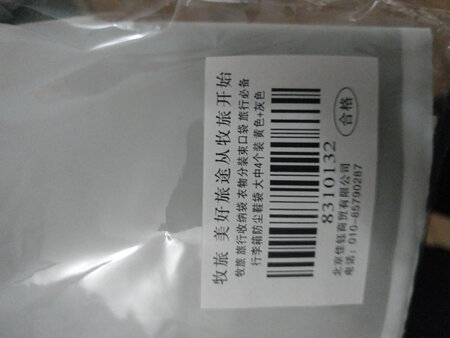 牧旅 美好旅途从牧旅开始
牧旅 旅行收纳袋 衣物分装束口袋 旅行必备
行李箱防尘鞋袋 大中4个装 黄色+灰色
8310132
合格
北京佳钰商贸有限公司
电话：010-85790287